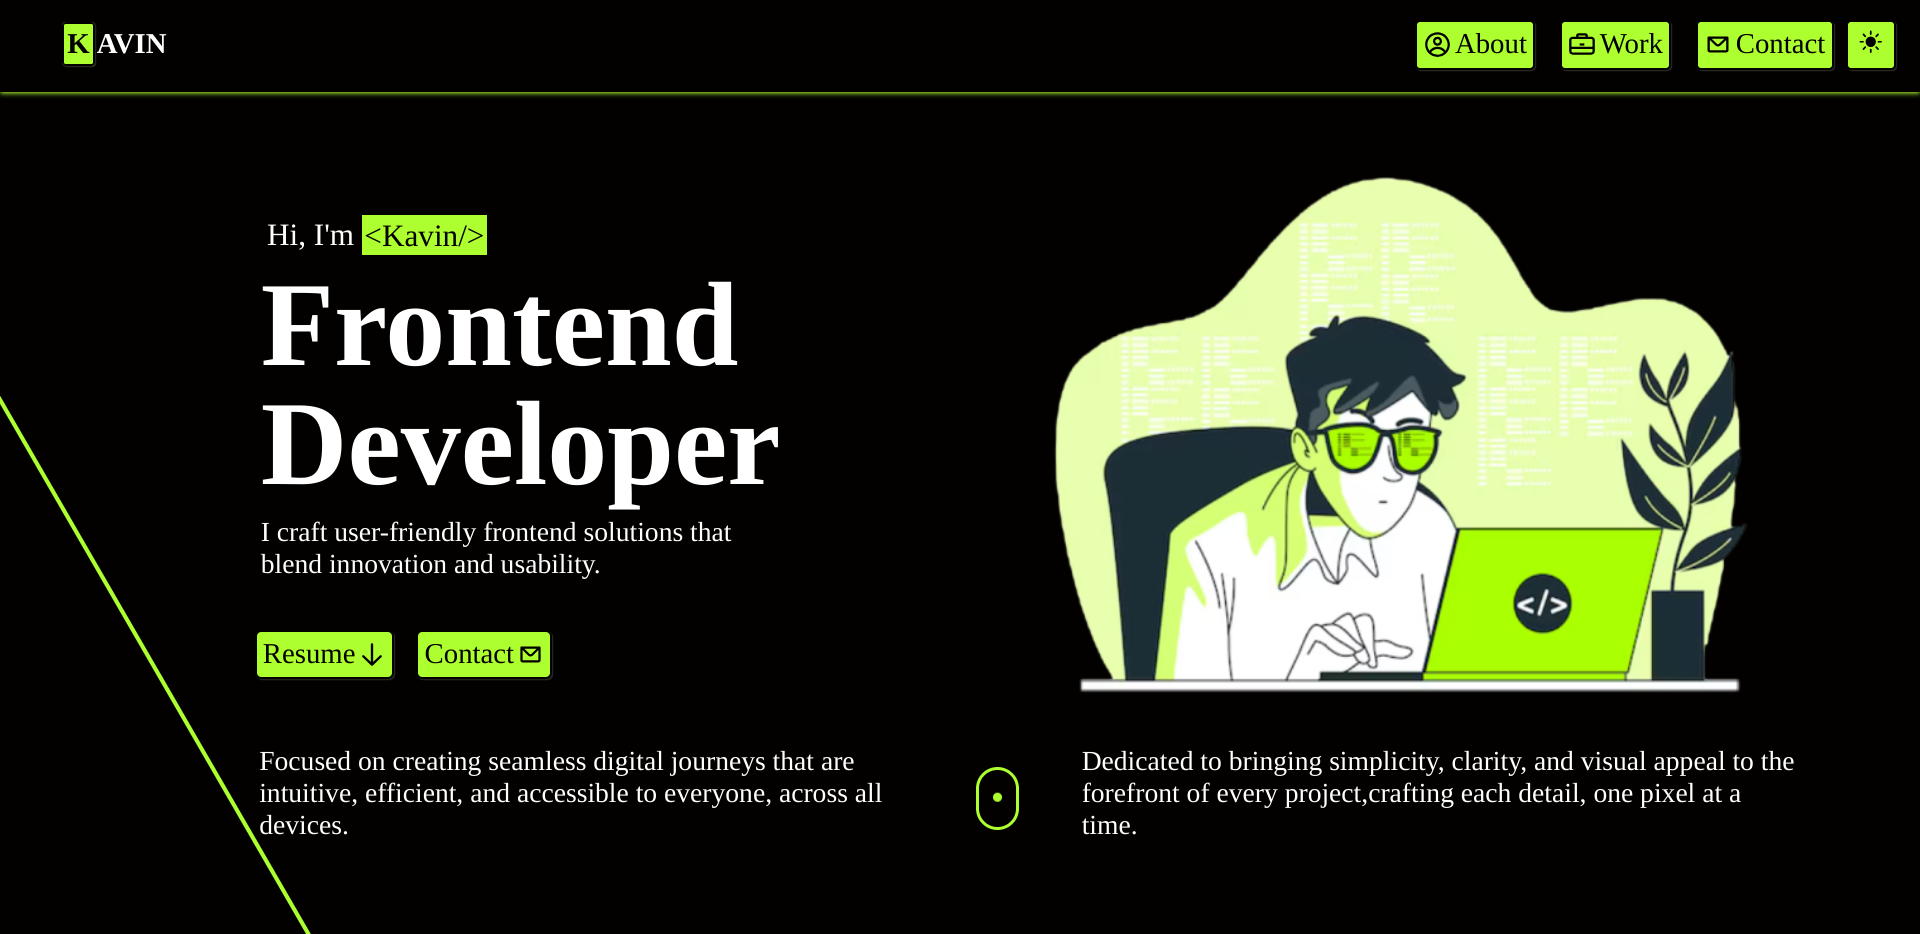 KAVIN
About
Work
Contact
Hi, I'm <Kavin/>
Frontend
Developer
I craft user-friendly frontend solutions that
blend innovation and usability.
Resume
Contact
</>
Focused on creating seamless digital journeys that are
intuitive, efficient, and accessible to everyone, across all
devices.
Dedicated to bringing simplicity, clarity, and visual appeal to the
forefront of every project,crafting each detail, one pixel at a
time.